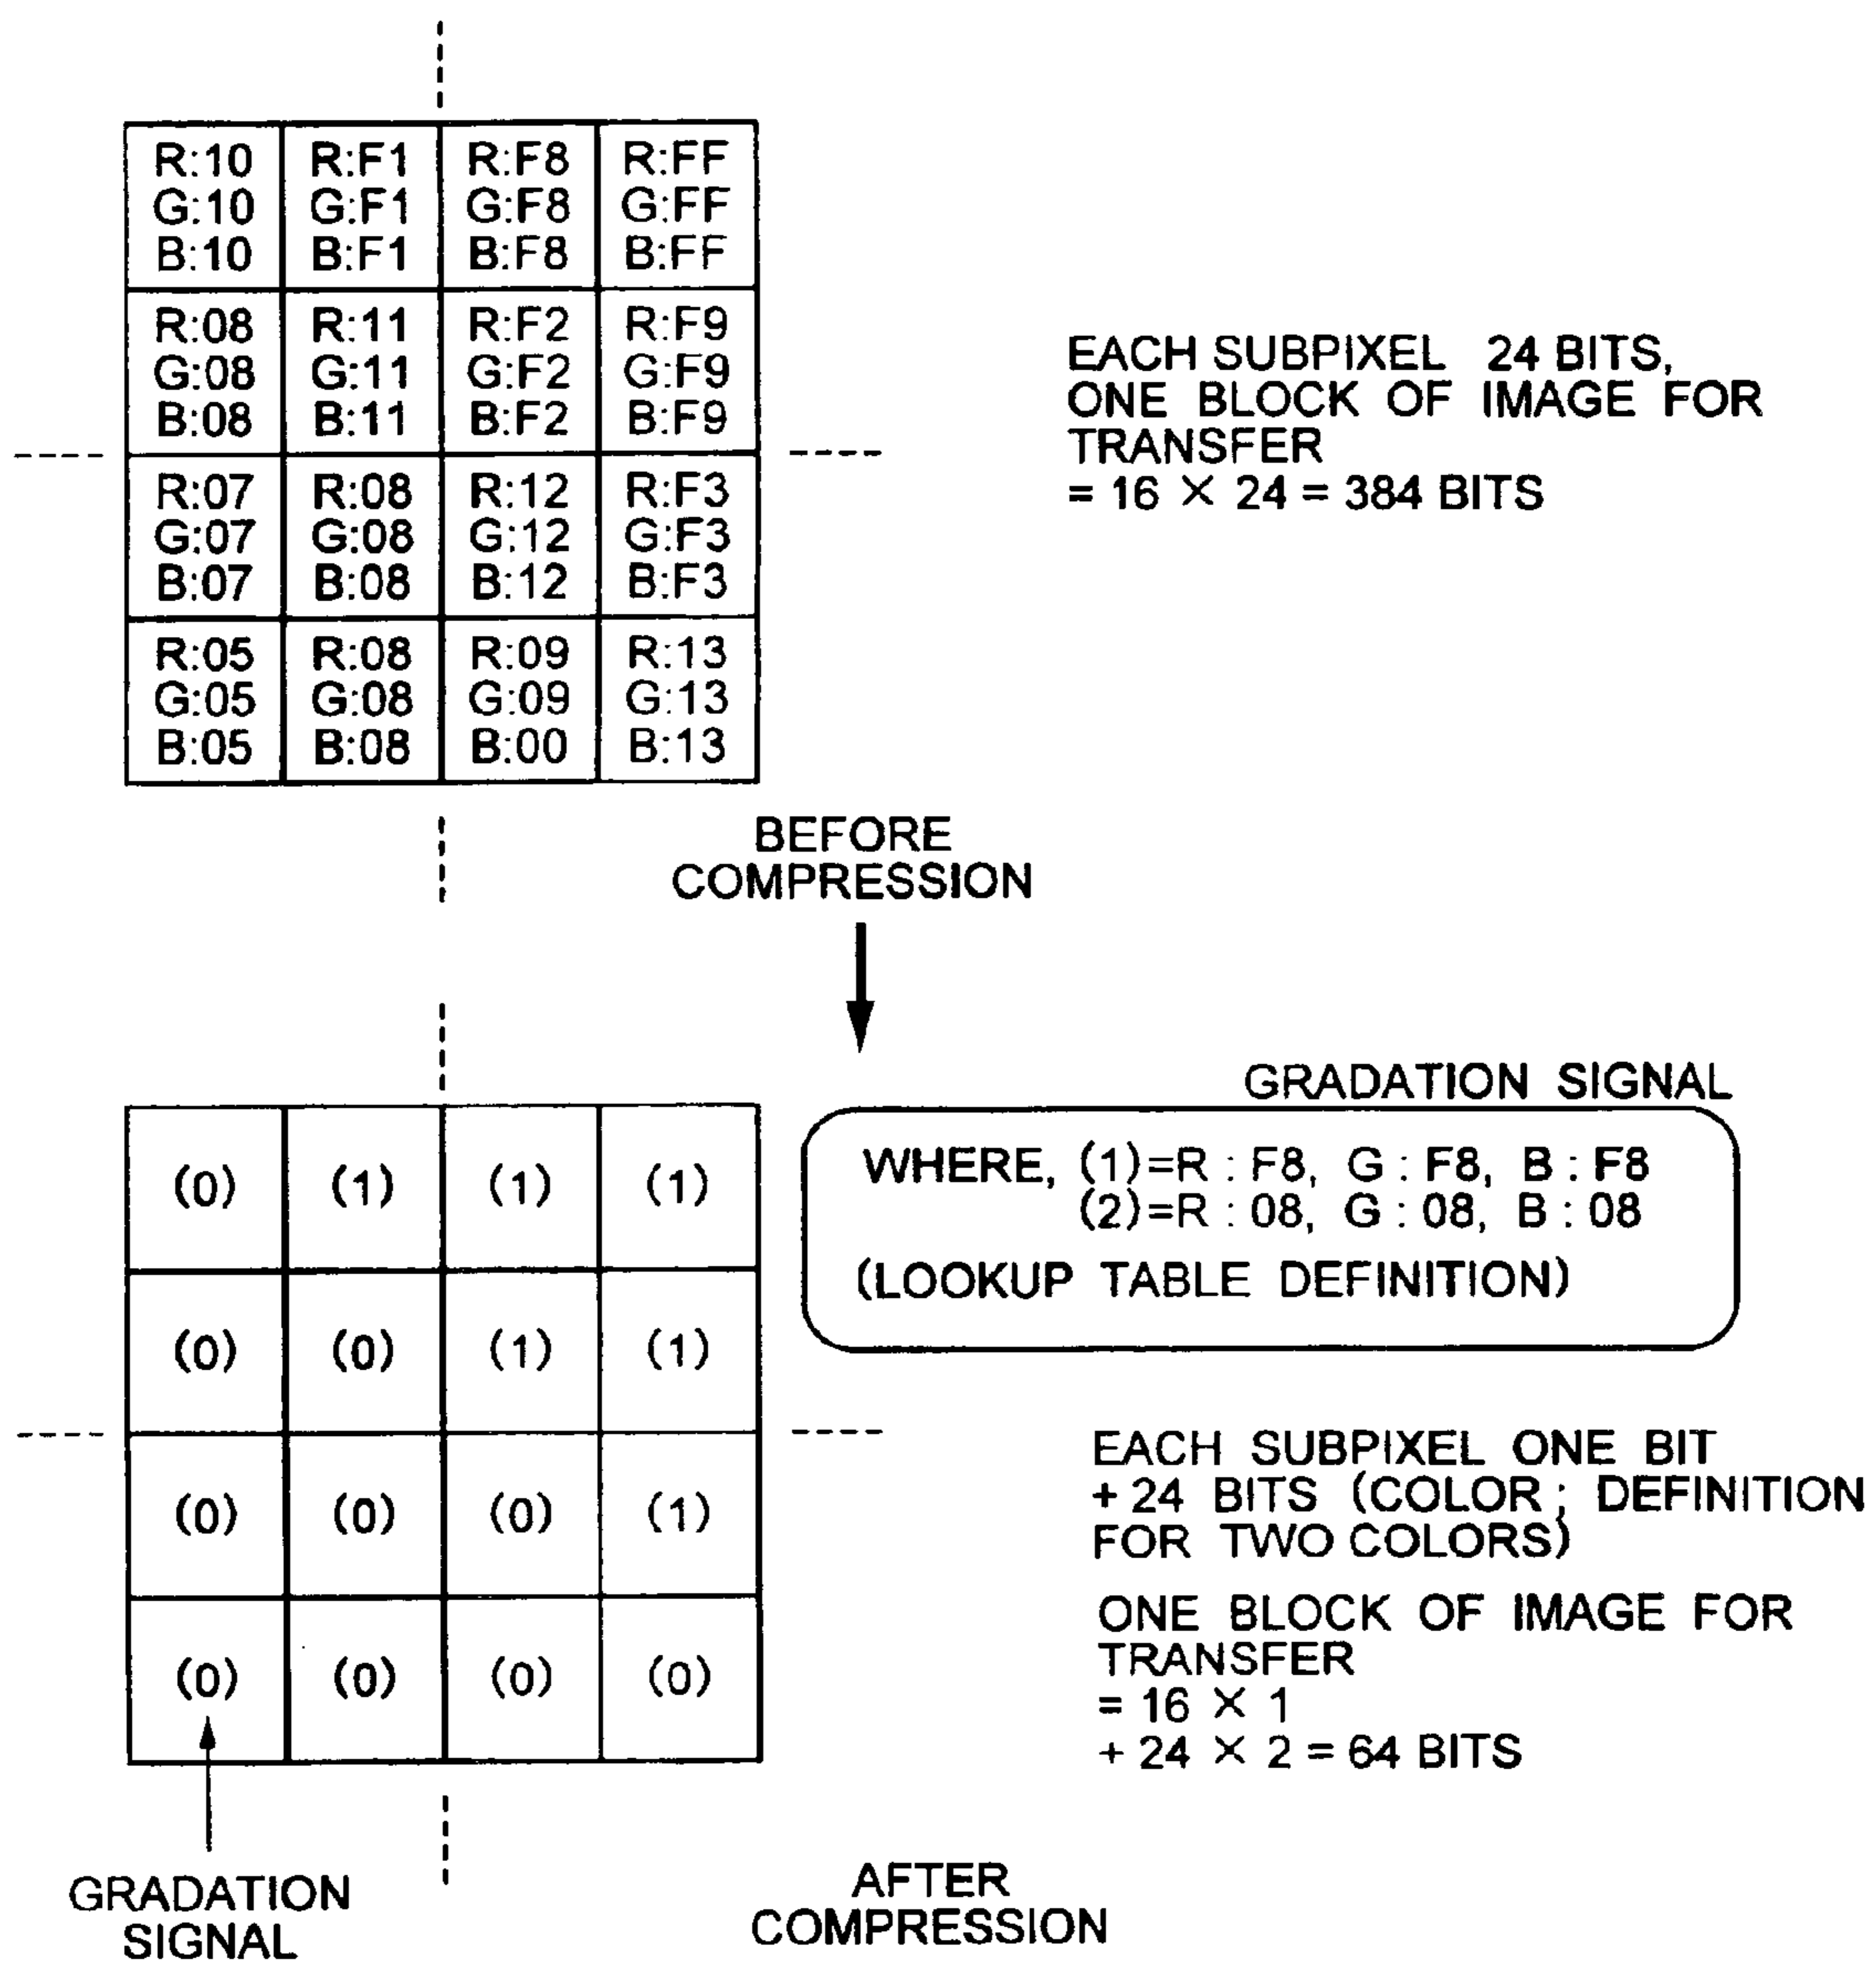 R:10 R:F1 R:F8 R:FF
G:10 G:F1 G:F8 G:FF
B:10 B:F1 B:F8 B:FF
R:08 R:11 R:F2 R:F9
G:08 G:11 G:F2 G:F9
B:08 B:11 B:F2 B:F9
R:07 R:08 R:12 R:F3
G:07 G:08 G:12 G:F3
B:07 B:08 B:12 B:F3
R:05 R:08 R:09 R:13
G:05 G:08 G:09 G:13
B:05 B:08 B:00 B:13
EACH SUBPIXEL 24 BITS,
ONE BLOCK OF IMAGE FOR
TRANSFER
= 16 × 24 = 384 BITS
BEFORE
COMPRESSION
GRADATION SIGNAL
WHERE, (1)=R : F8, G : F8, B : F8
(2)=R : 08, G : 08, B : 08
(LOOKUP TABLE DEFINITION)
(0) (1) (1) (1)
(0) (0) (1) (1)
(0) (0) (0) (1)
(0) (0) (0) (0)
EACH SUBPIXEL ONE BIT
+ 24 BITS (COLOR ; DEFINITION
FOR TWO COLORS)
ONE BLOCK OF IMAGE FOR
TRANSFER
= 16 × 1
+ 24 × 2 = 64 BITS
GRADATION
SIGNAL
AFTER
COMPRESSION